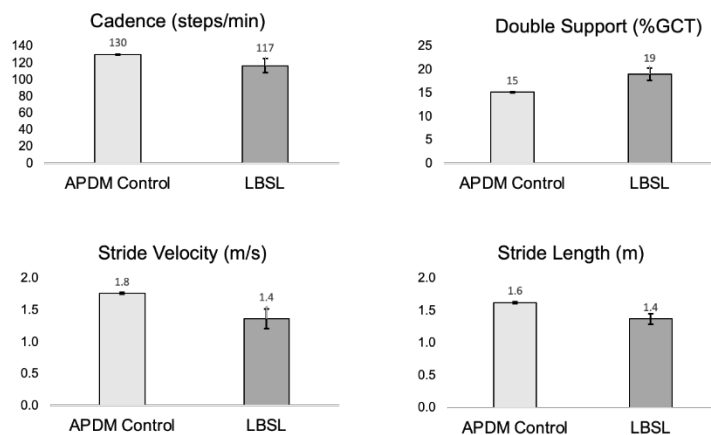 Cadence (steps/min)
140
120
100
80
60
40
20
0
130
117
APDM Control
LBSL
Double Support (%GCT)
25
20
15
10
5
0
15
19
APDM Control
LBSL
Stride Velocity (m/s)
2.0
1.5
1.0
0.5
0.0
1.8
1.4
APDM Control
LBSL
Stride Length (m)
2.0
1.5
1.0
0.5
0.0
1.6
1.4
APDM Control
LBSL